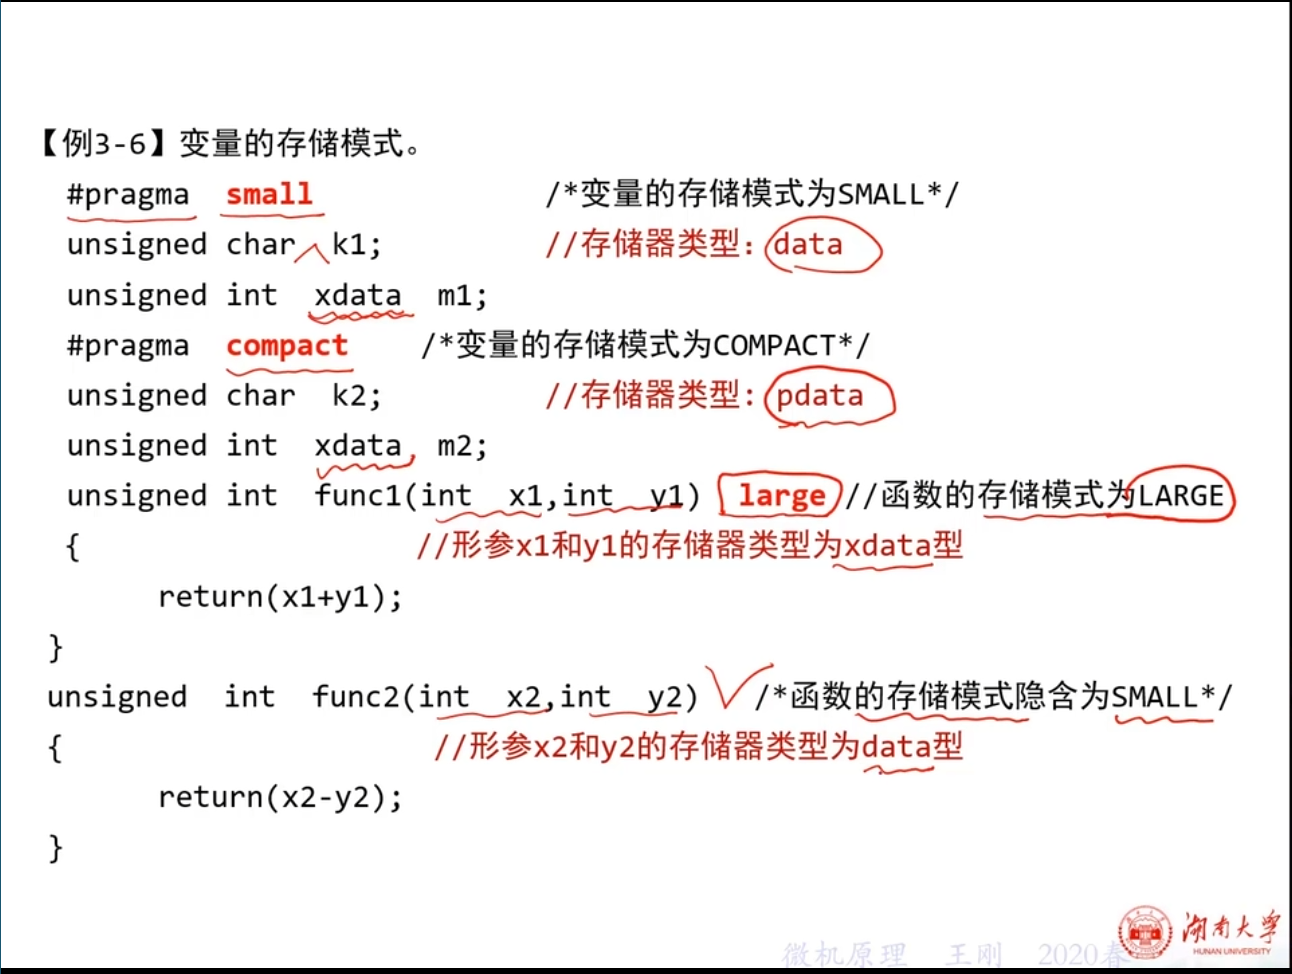 【例3-6】变量的存储模式。
#pragma small /*变量的存储模式为SMALL*/
unsigned char k1; //存储器类型：data
unsigned int xdata m1;
#pragma compact /*变量的存储模式为COMPACT*/
unsigned char k2; //存储器类型：pdata
unsigned int xdata m2;
unsigned int func1(int x1,int y1) large //函数的存储模式为LARGE
{ //形参x1和y1的存储器类型为xdata型
return(x1+y1);
}
unsigned int func2(int x2,int y2) /*函数的存储模式隐含为SMALL*/
{ //形参x2和y2的存储器类型为data型
return(x2-y2);
}
湖南大学
HUNAN UNIVERSITY
微机原理 王刚 2020春